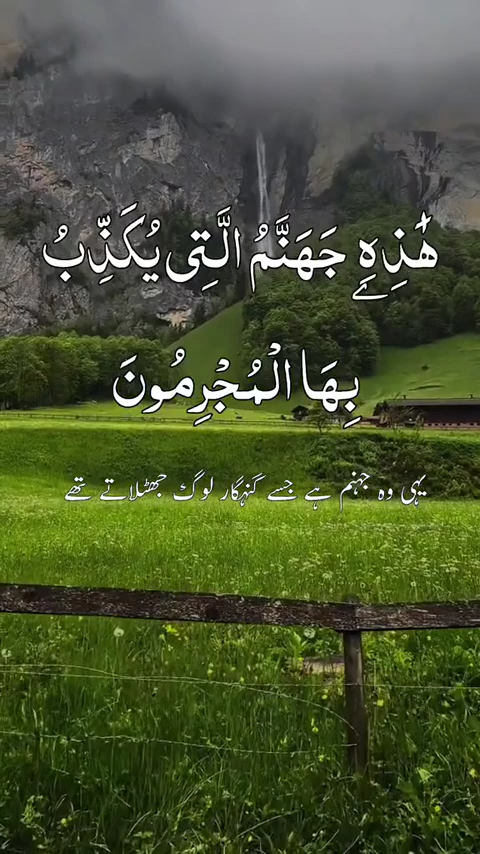 هٰذِهٖ جَهَنَّمُ الَّتِی یُكَذِّبُ
بِهَا الْمُجْرِمُونَ
یہی وہ جہنم ہے جسے گنہگار لوگ جھٹلاتے تھے